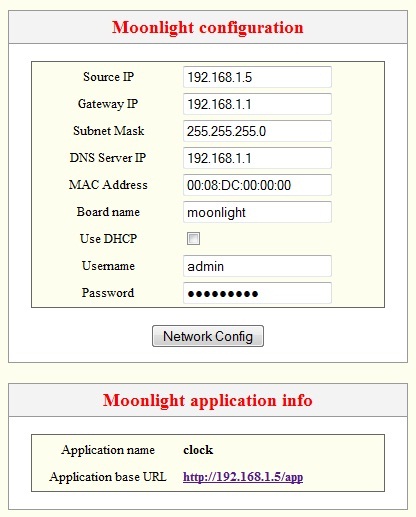 Moonlight configuration
Source IP 192.168.1.5
Gateway IP 192.168.1.1
Subnet Mask 255.255.255.0
DNS Server IP 192.168.1.1
MAC Address 00:08:DC:00:00:00
Board name moonlight
Use DHCP
Username admin
Password ●●●●●●●●●
Network Config
Moonlight application info
Application name clock
Application base URL http://192.168.1.5/app